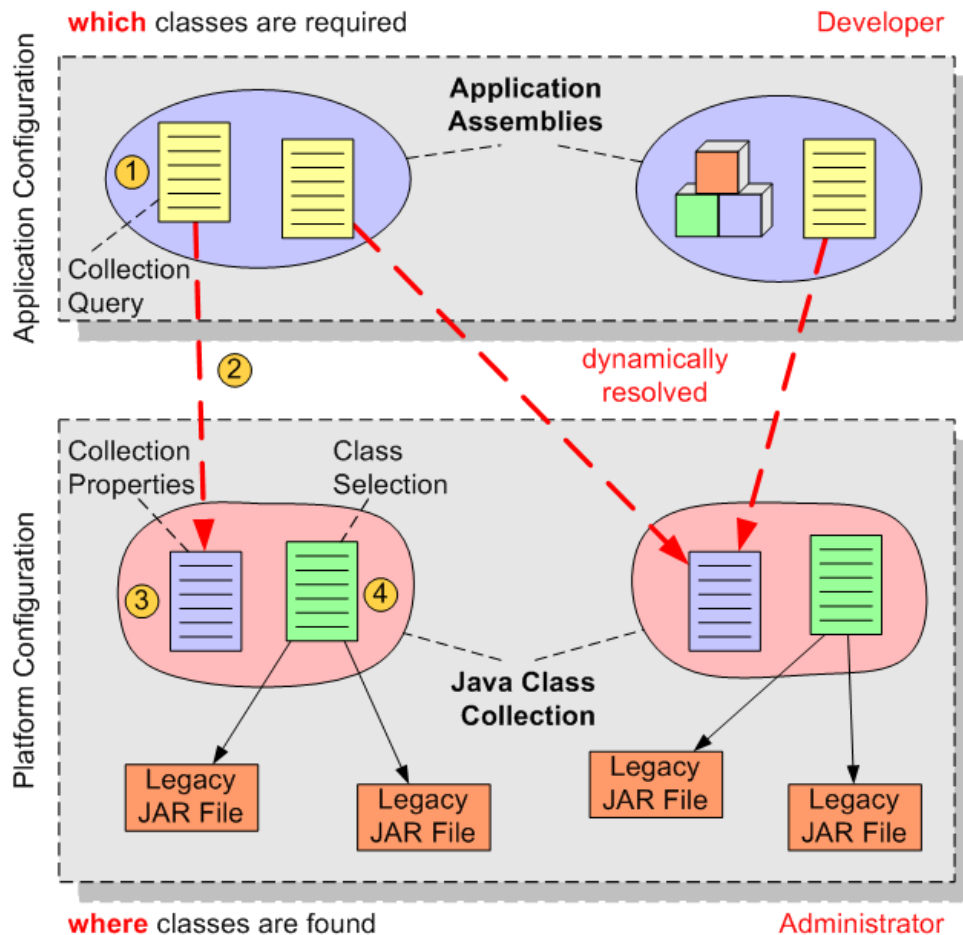 which classes are required
Developer
Application Configuration
Application
Assemblies
1
Collection
Query
2
dynamically
resolved
Platform Configuration
Collection
Properties
Class
Selection
3
4
Java Class
Collection
Legacy
JAR File
Legacy
JAR File
Legacy
JAR File
Legacy
JAR File
where classes are found
Administrator